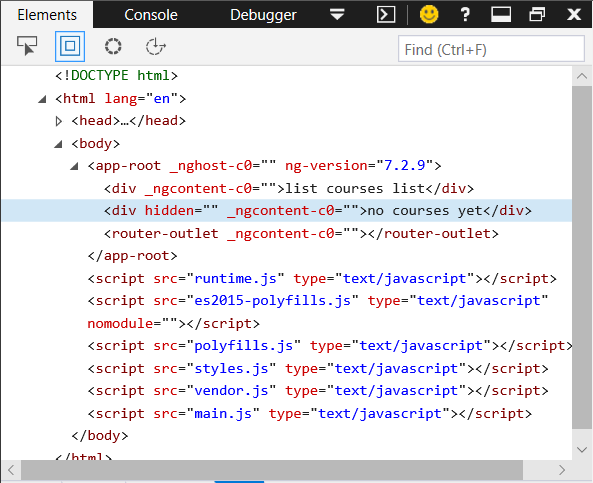 Elements Console Debugger
Find (Ctrl+F)
<!DOCTYPE html>
<html lang="en">
<head>…</head>
<body>
<app-root _nghost-c0="" ng-version="7.2.9">
<div _ngcontent-c0="">list courses list</div>
<div hidden="" _ngcontent-c0="">no courses yet</div>
<router-outlet _ngcontent-c0=""></router-outlet>
</app-root>
<script src="runtime.js" type="text/javascript"></script>
<script src="es2015-polyfills.js" type="text/javascript"
nomodule=""></script>
<script src="polyfills.js" type="text/javascript"></script>
<script src="styles.js" type="text/javascript"></script>
<script src="vendor.js" type="text/javascript"></script>
<script src="main.js" type="text/javascript"></script>
</body>
</html>